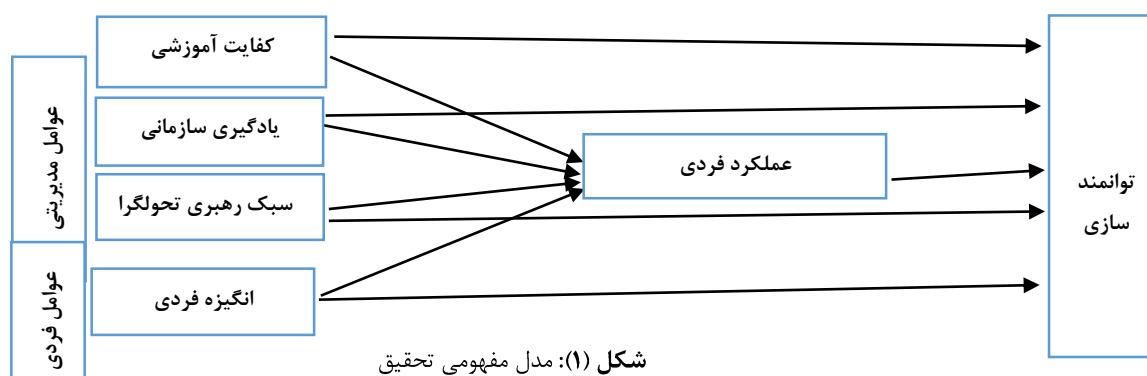 کفایت آموزشی
عوامل مدیریتی
یادگیری سازمانی
عملکرد فردی
سبک رهبری تحولگرا
توانمند
سازی
عوامل فردی
انگیزه فردی
شکل (۱): مدل مفهومی تحقیق